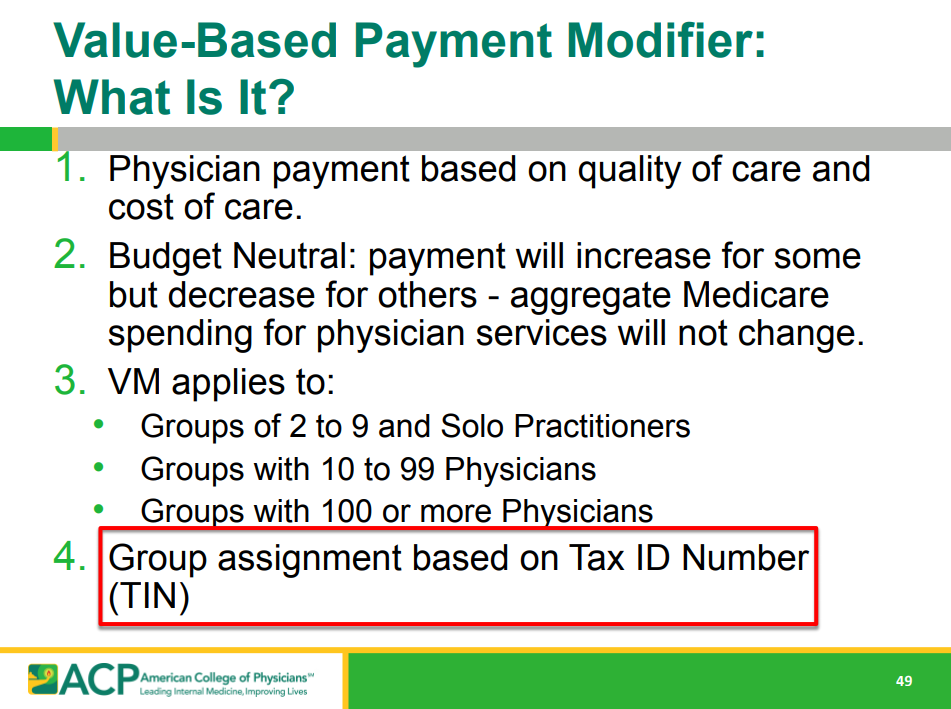 Value-Based Payment Modifier:
What Is It?
1. Physician payment based on quality of care and
cost of care.
2. Budget Neutral: payment will increase for some
but decrease for others - aggregate Medicare
spending for physician services will not change.
3. VM applies to:
• Groups of 2 to 9 and Solo Practitioners
• Groups with 10 to 99 Physicians
• Groups with 100 or more Physicians
4. Group assignment based on Tax ID Number
(TIN)
ACP American College of Physicians℠
Leading Internal Medicine, Improving Lives
49